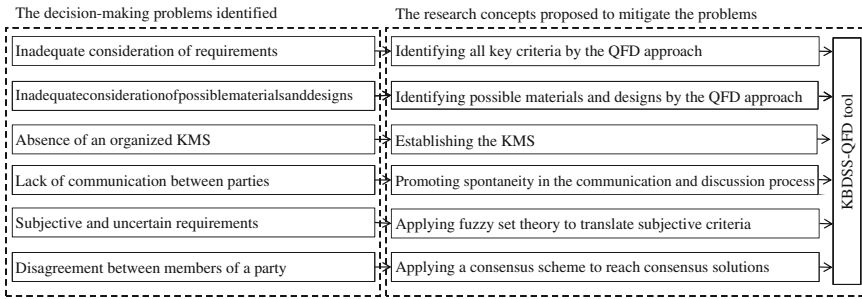 The decision-making problems identified
The research concepts proposed to mitigate the problems
Inadequate consideration of requirements
Identifying all key criteria by the QFD approach
Inadequateconsiderationofpossiblematerialsanddesigns
Identifying possible materials and designs by the QFD approach
Absence of an organized KMS
Establishing the KMS
Lack of communication between parties
Promoting spontaneity in the communication and discussion process
Subjective and uncertain requirements
Applying fuzzy set theory to translate subjective criteria
Disagreement between members of a party
Applying a consensus scheme to reach consensus solutions
KBDSS-QFD tool